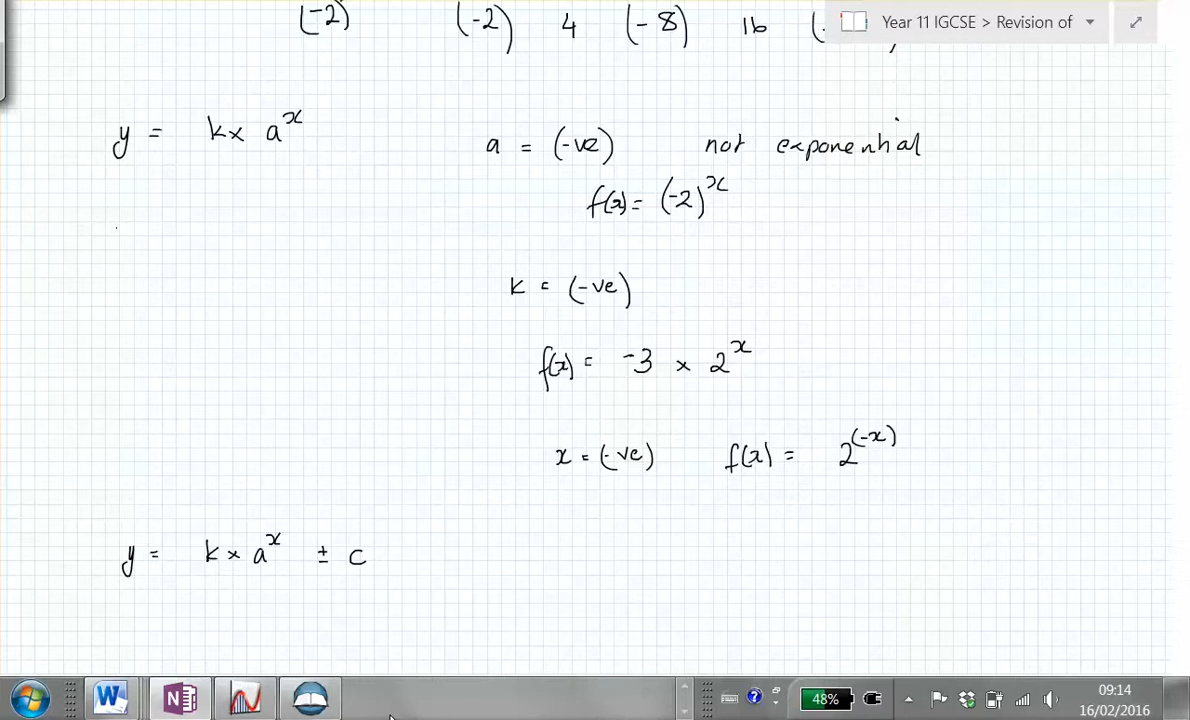 (-2) (-2) 4 (-8) 16 (
Year 11 IGCSE > Revision of
y = k× a^x
a = (-ve) not exponential
f(x) = (-2)^x
k = (-ve)
f(x) = -3 × 2^x
x = (-ve) f(x) = 2^(-x)
y = k × a^x ± c
48%
09:14
16/02/2016